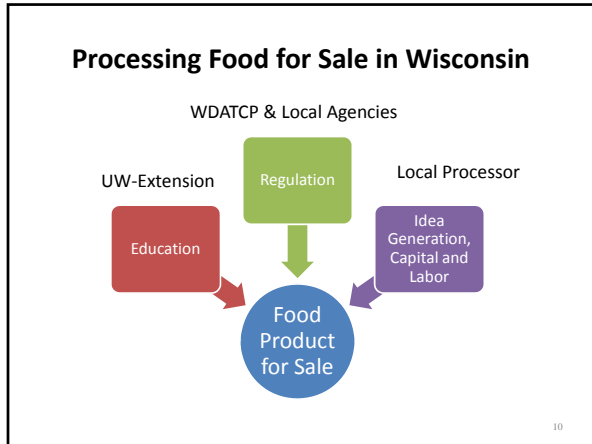 Processing Food for Sale in Wisconsin
WDATCP & Local Agencies
UW-Extension
Regulation
Local Processor
Education
Idea
Generation,
Capital and
Labor
Food
Product
for Sale
10